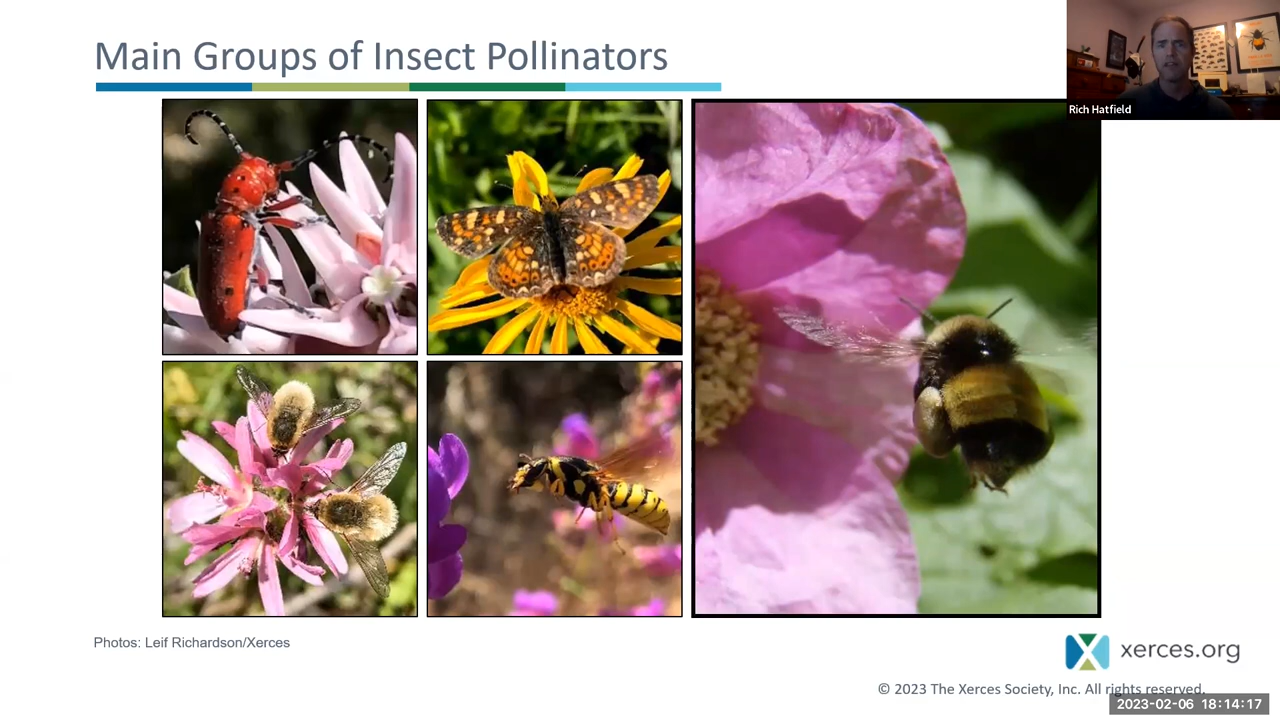 Main Groups of Insect Pollinators
Rich Hatfield
Photos: Leif Richardson/Xerces
xerces.org
© 2023 The Xerces Society, Inc. All rights reserved.
2023-02-06 18:14:17